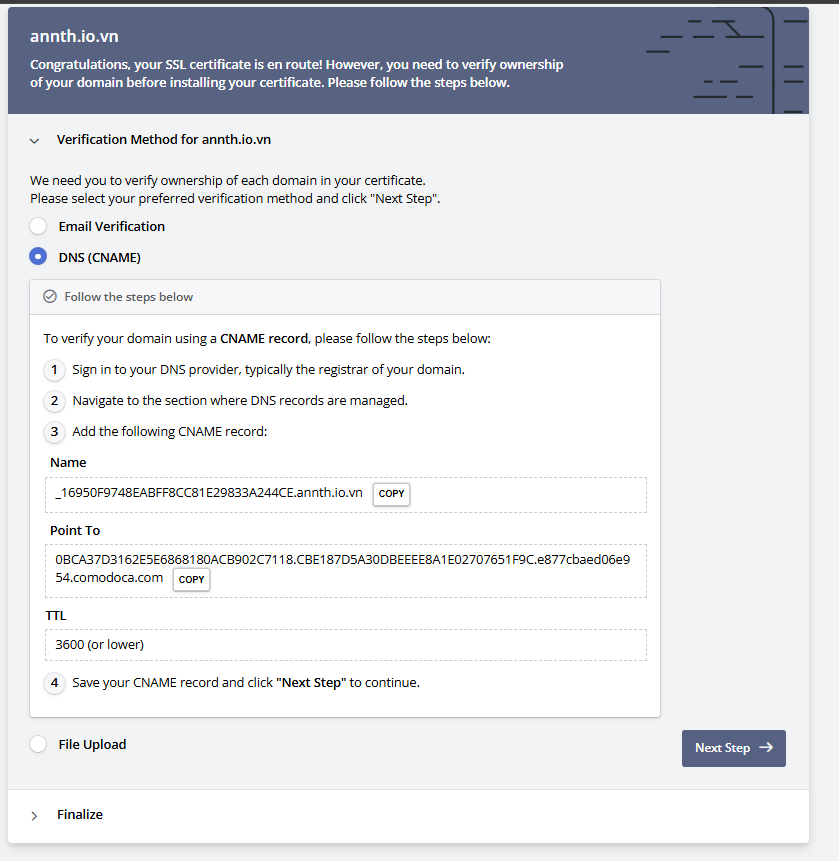 annth.io.vn
Congratulations, your SSL certificate is en route! However, you need to verify ownership
of your domain before installing your certificate. Please follow the steps below.
Verification Method for annth.io.vn
We need you to verify ownership of each domain in your certificate.
Please select your preferred verification method and click "Next Step".
Email Verification
DNS (CNAME)
Follow the steps below
To verify your domain using a CNAME record, please follow the steps below:
1 Sign in to your DNS provider, typically the registrar of your domain.
2 Navigate to the section where DNS records are managed.
3 Add the following CNAME record:
Name
_16950F9748EABFF8CC81E29833A244CE.annth.io.vn COPY
Point To
0BCA37D3162E5E6868180ACB902C7118.CBE187D5A30DBEEEE8A1E02707651F9C.e877cbaed06e9
54.comodoca.com COPY
TTL
3600 (or lower)
4 Save your CNAME record and click "Next Step" to continue.
File Upload
Next Step
Finalize